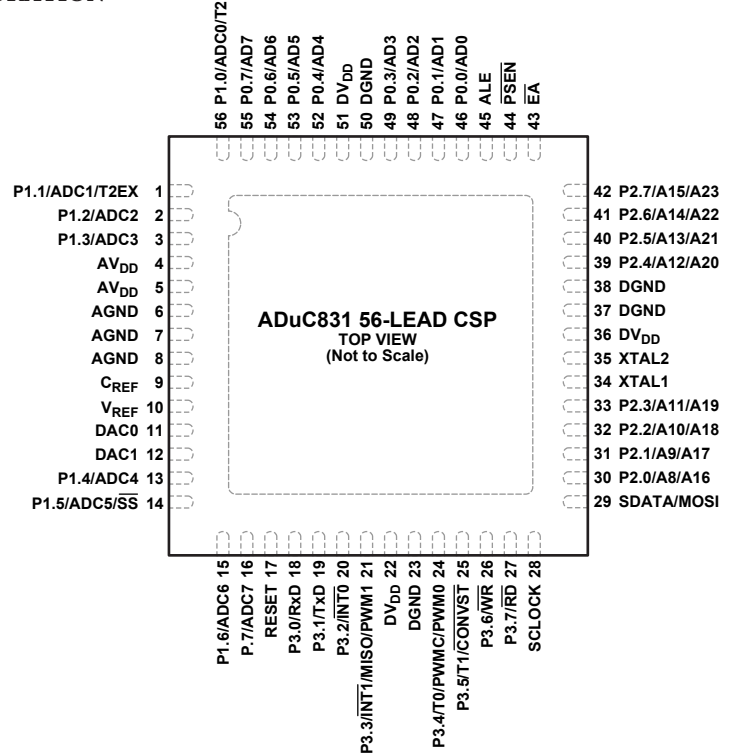 56 P1.0/ADC0/T2
55 P0.7/AD7
54 P0.6/AD6
53 P0.5/AD5
52 P0.4/AD4
51 DVDD
50 DGND
49 P0.3/AD3
48 P0.2/AD2
47 P0.1/AD1
46 P0.0/AD0
45 ALE
44 PSEN
43 EA
P1.1/ADC1/T2EX 1
P1.2/ADC2 2
P1.3/ADC3 3
AVDD 4
AVDD 5
AGND 6
AGND 7
AGND 8
CREF 9
VREF 10
DAC0 11
DAC1 12
P1.4/ADC4 13
P1.5/ADC5/SS 14
ADuC831 56-LEAD CSP
TOP VIEW
(Not to Scale)
42 P2.7/A15/A23
41 P2.6/A14/A22
40 P2.5/A13/A21
39 P2.4/A12/A20
38 DGND
37 DGND
36 DVDD
35 XTAL2
34 XTAL1
33 P2.3/A11/A19
32 P2.2/A10/A18
31 P2.1/A9/A17
30 P2.0/A8/A16
29 SDATA/MOSI
P1.6/ADC6 15
P.7/ADC7 16
RESET 17
P3.0/RxD 18
P3.1/TxD 19
P3.2/INT0 20
P3.3/INT1/MISO/PWM1 21
DVDD 22
DGND 23
P3.4/T0/PWMC/PWM0 24
P3.5/T1/CONVST 25
P3.6/WR 26
P3.7/RD 27
SCLOCK 28